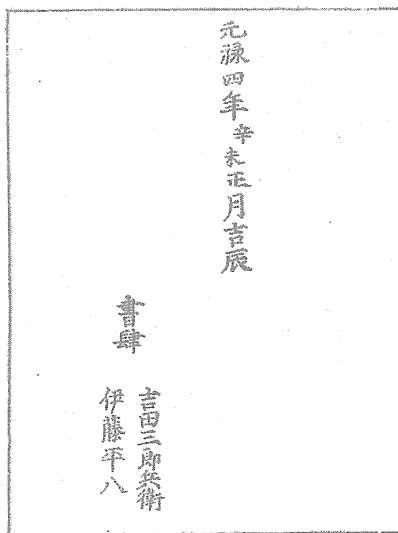 元禄四年辛未正月吉辰
書肆
吉田三郎兵衛
伊藤平八